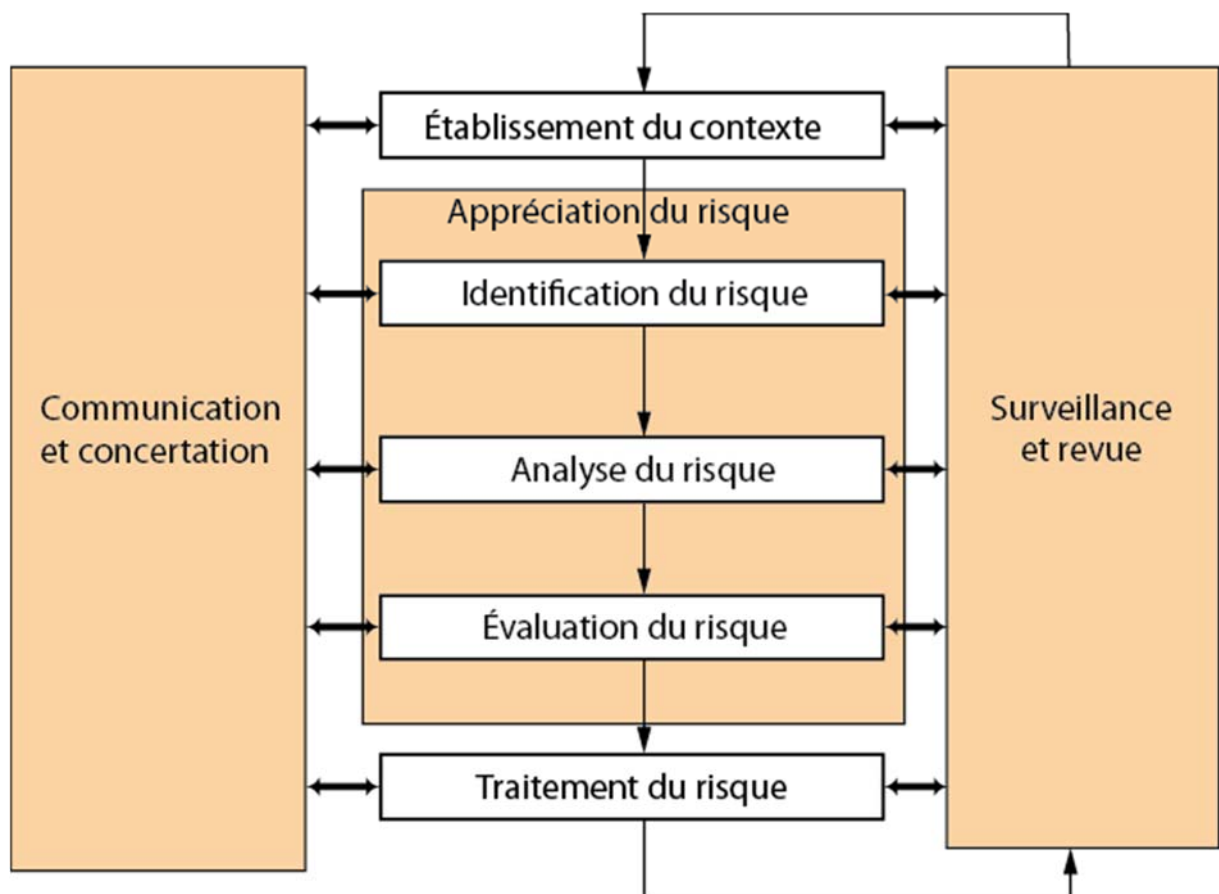 Établissement du contexte
Appréciation du risque
Identification du risque
Communication
et concertation
Surveillance
et revue
Analyse du risque
Évaluation du risque
Traitement du risque